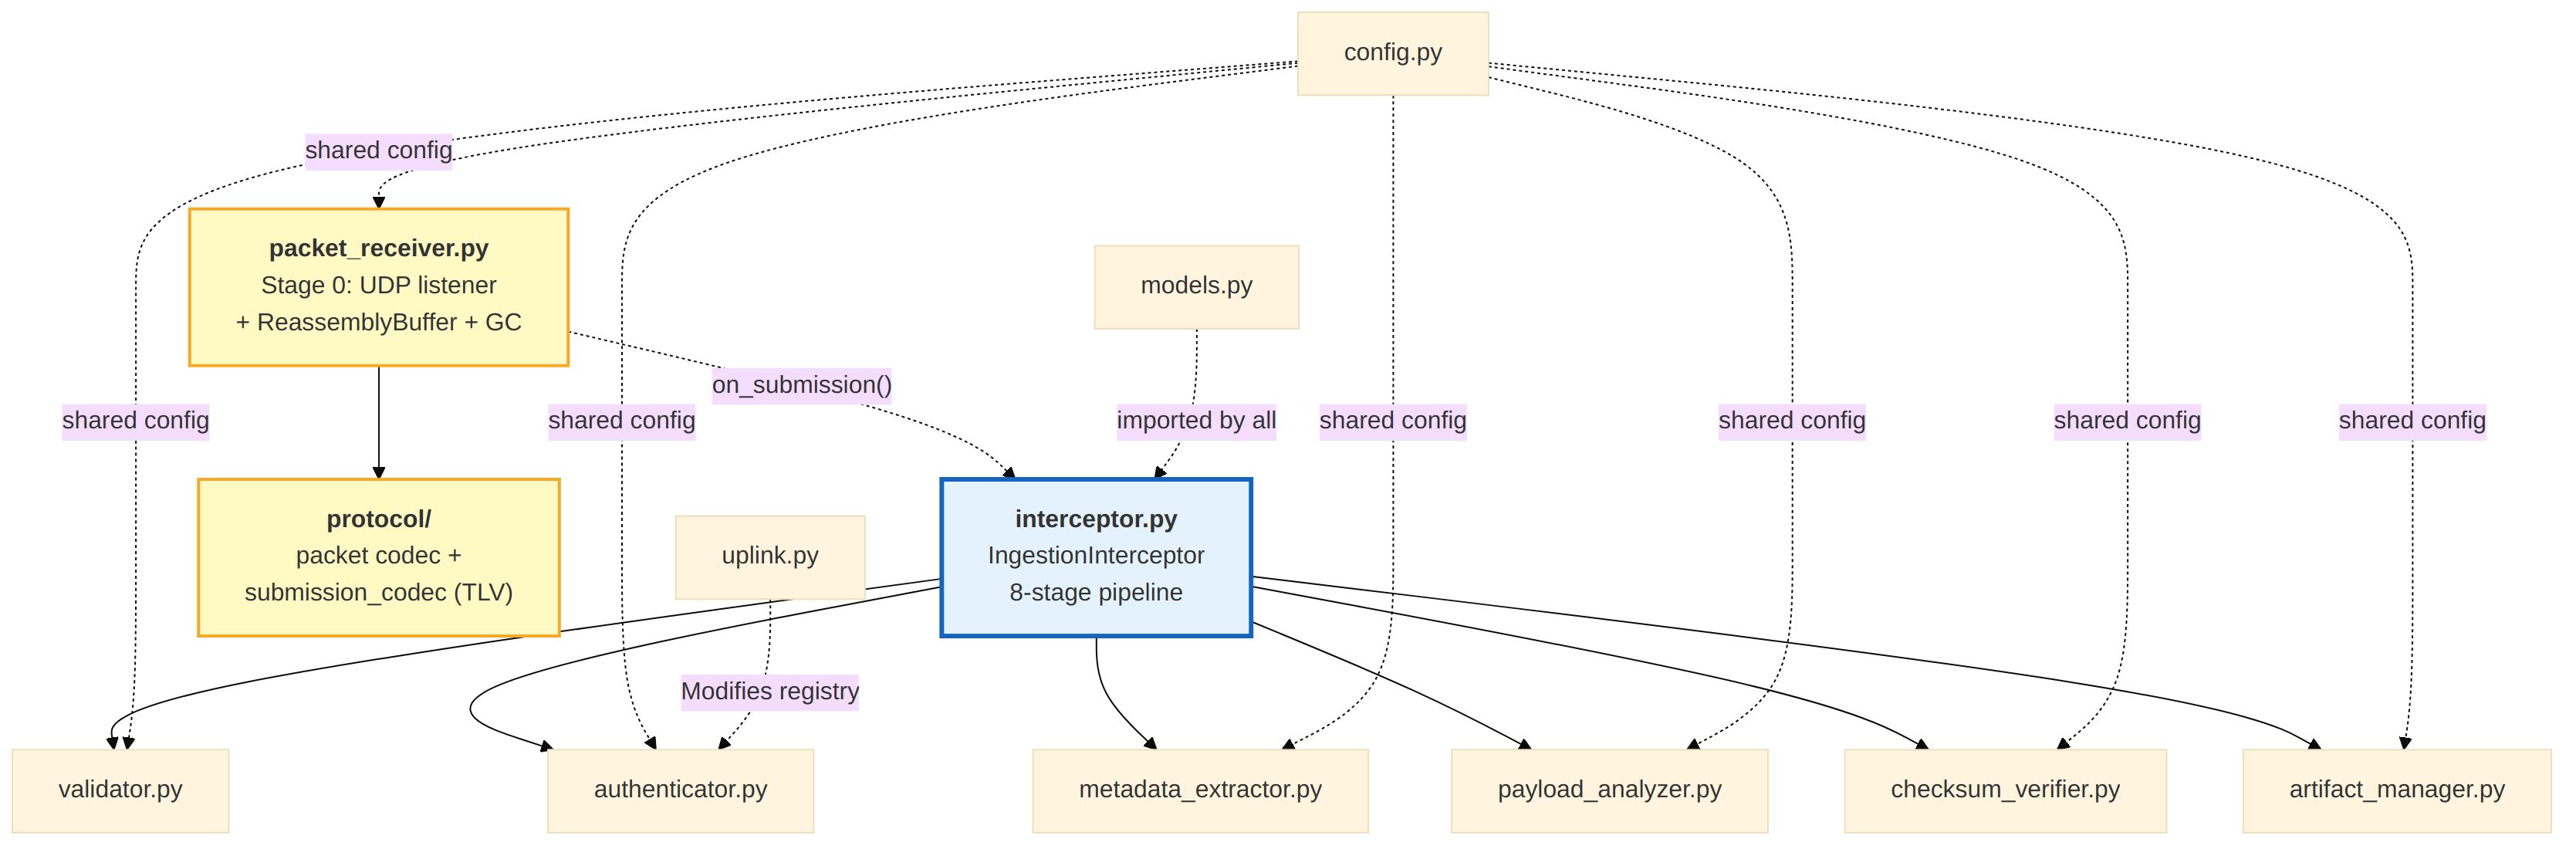 config.py
shared config
packet_receiver.py
Stage 0: UDP listener
+ ReassemblyBuffer + GC
models.py
on_submission()
shared config
shared config
imported by all
shared config
shared config
shared config
shared config
protocol/
packet codec +
submission_codec (TLV)
uplink.py
interceptor.py
IngestionInterceptor
8-stage pipeline
Modifies registry
validator.py
authenticator.py
metadata_extractor.py
payload_analyzer.py
checksum_verifier.py
artifact_manager.py